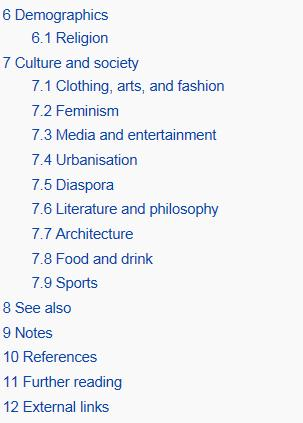 6 Demographics
6.1 Religion
7 Culture and society
7.1 Clothing, arts, and fashion
7.2 Feminism
7.3 Media and entertainment
7.4 Urbanisation
7.5 Diaspora
7.6 Literature and philosophy
7.7 Architecture
7.8 Food and drink
7.9 Sports
8 See also
9 Notes
10 References
11 Further reading
12 External links